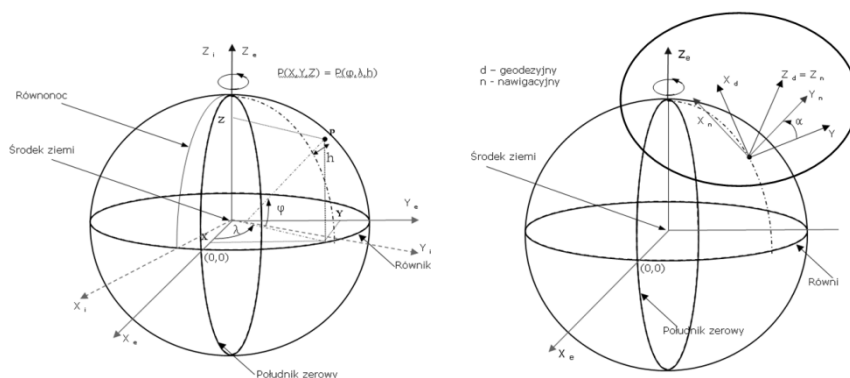 Z i
Z e
P(X,Y,Z) = P(φ,λ,h)
Równonoc
Z
P
h
Środek ziemi
Y e
φ
Y
X
λ
Y i
(0,0)
Równik
X i
X e
Południk zerowy
d – geodezyjny
n - nawigacyjny
Z e
X d
Z d = Z n
Y n
X n
α
Y
Środek ziemi
(0,0)
Równi
Południk zerowy
X e